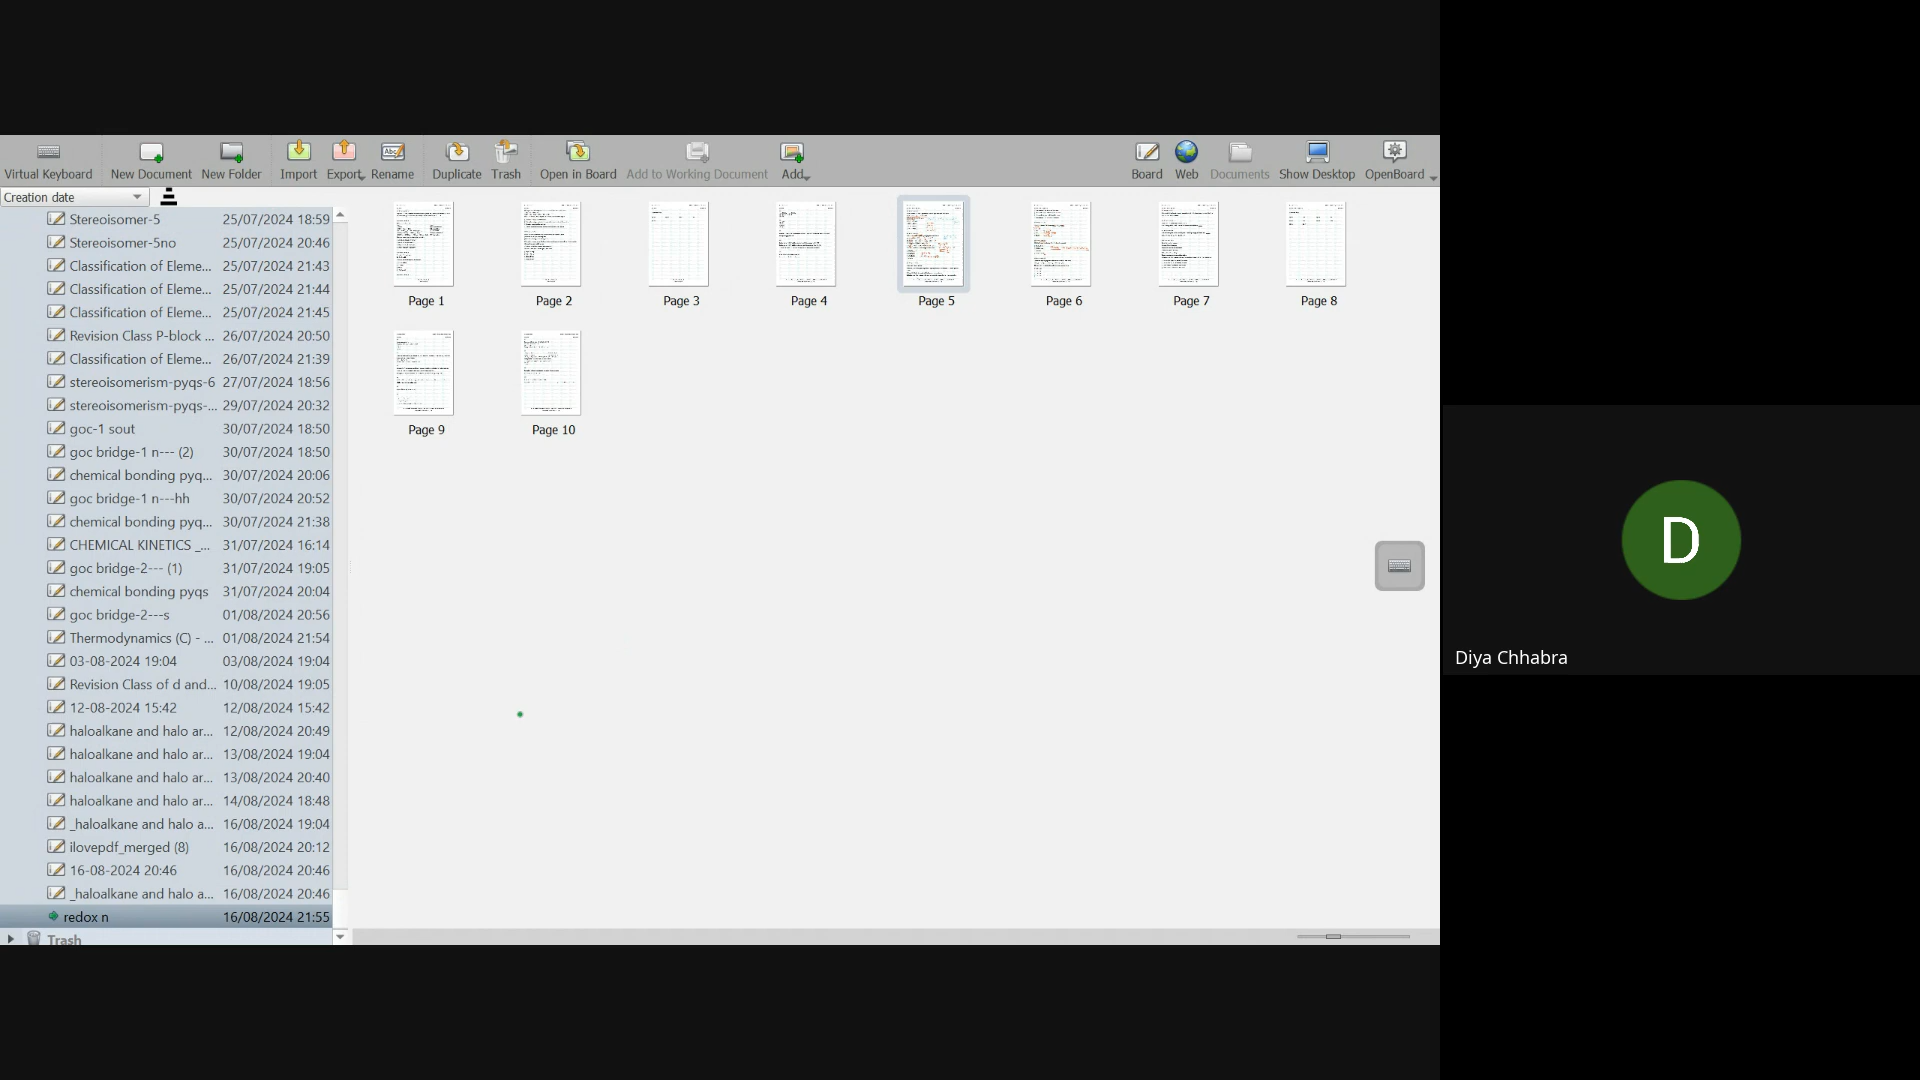 Virtual Keyboard New Document New Folder Import Export Rename Duplicate Trash Open in Board Add to Working Document Add Board Web Documents Show Desktop OpenBoard
Creation date
Stereoisomer-5 25/07/2024 18:59
Stereoisomer-5no 25/07/2024 20:46
Classification of Eleme... 25/07/2024 21:43
Classification of Eleme... 25/07/2024 21:44
Classification of Eleme... 25/07/2024 21:45
Revision Class P-block ... 26/07/2024 20:50
Classification of Eleme... 26/07/2024 21:39
stereoisomerism-pyqs-6 27/07/2024 18:56
stereoisomerism-pyqs-... 29/07/2024 20:32
goc-1 sout 30/07/2024 18:50
goc bridge-1 n--- (2) 30/07/2024 18:50
chemical bonding pyq... 30/07/2024 20:06
goc bridge-1 n---hh 30/07/2024 20:52
chemical bonding pyq... 30/07/2024 21:38
CHEMICAL KINETICS _... 31/07/2024 16:14
goc bridge-2--- (1) 31/07/2024 19:05
chemical bonding pyqs 31/07/2024 20:04
goc bridge-2---s 01/08/2024 20:56
Thermodynamics (C) - ... 01/08/2024 21:54
03-08-2024 19:04 03/08/2024 19:04
Revision Class of d and... 10/08/2024 19:05
12-08-2024 15:42 12/08/2024 15:42
haloalkane and halo ar... 12/08/2024 20:49
haloalkane and halo ar... 13/08/2024 19:04
haloalkane and halo ar... 13/08/2024 20:40
haloalkane and halo ar... 14/08/2024 18:48
_haloalkane and halo a... 16/08/2024 19:04
ilovepdf_merged (8) 16/08/2024 20:12
16-08-2024 20:46 16/08/2024 20:46
_haloalkane and halo a... 16/08/2024 20:46
redox n 16/08/2024 21:55
Trash
Page 1 Page 2 Page 3 Page 4 Page 5 Page 6 Page 7 Page 8
Page 9 Page 10
D
Diya Chhabra